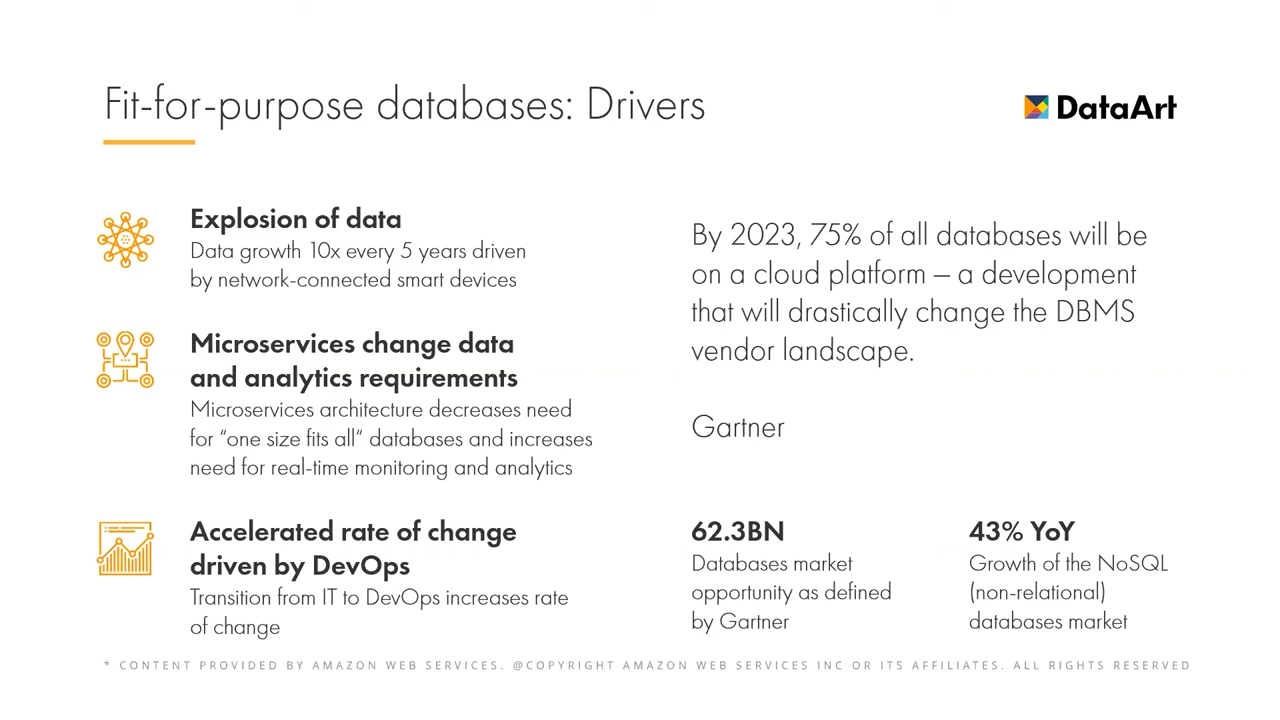 Fit-for-purpose databases: Drivers
DataArt
Explosion of data
Data growth 10x every 5 years driven
by network-connected smart devices
Microservices change data
and analytics requirements
Microservices architecture decreases need
for “one size fits all“ databases and increases
need for real-time monitoring and analytics
Accelerated rate of change
driven by DevOps
Transition from IT to DevOps increases rate
of change
By 2023, 75% of all databases will be
on a cloud platform – a development
that will drastically change the DBMS
vendor landscape.
Gartner
62.3BN
Databases market
opportunity as defined
by Gartner
43% YoY
Growth of the NoSQL
(non-relational)
databases market
* CONTENT PROVIDED BY AMAZON WEB SERVICES. @COPYRIGHT AMAZON WEB SERVICES INC OR ITS AFFILIATES. ALL RIGHTS RESERVED